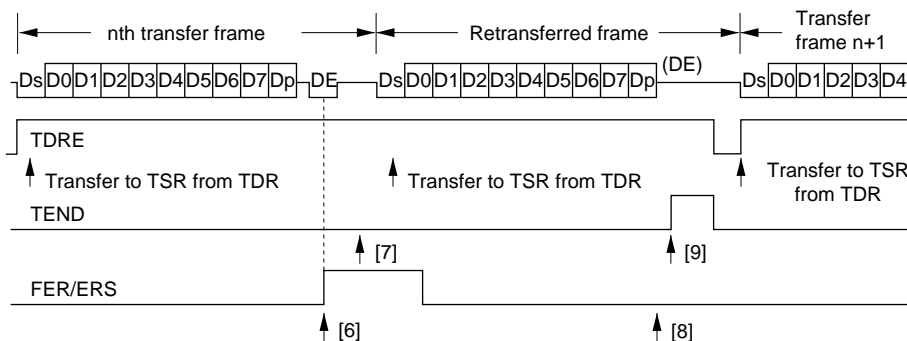 nth transfer frame
Retransferred frame
Transfer
frame n+1
Ds D0 D1 D2 D3 D4 D5 D6 D7 Dp DE
Ds D0 D1 D2 D3 D4 D5 D6 D7 Dp (DE)
Ds D0 D1 D2 D3 D4
TDRE
Transfer to TSR from TDR
Transfer to TSR from TDR
Transfer to TSR
from TDR
TEND
[7]
[9]
FER/ERS
[6]
[8]